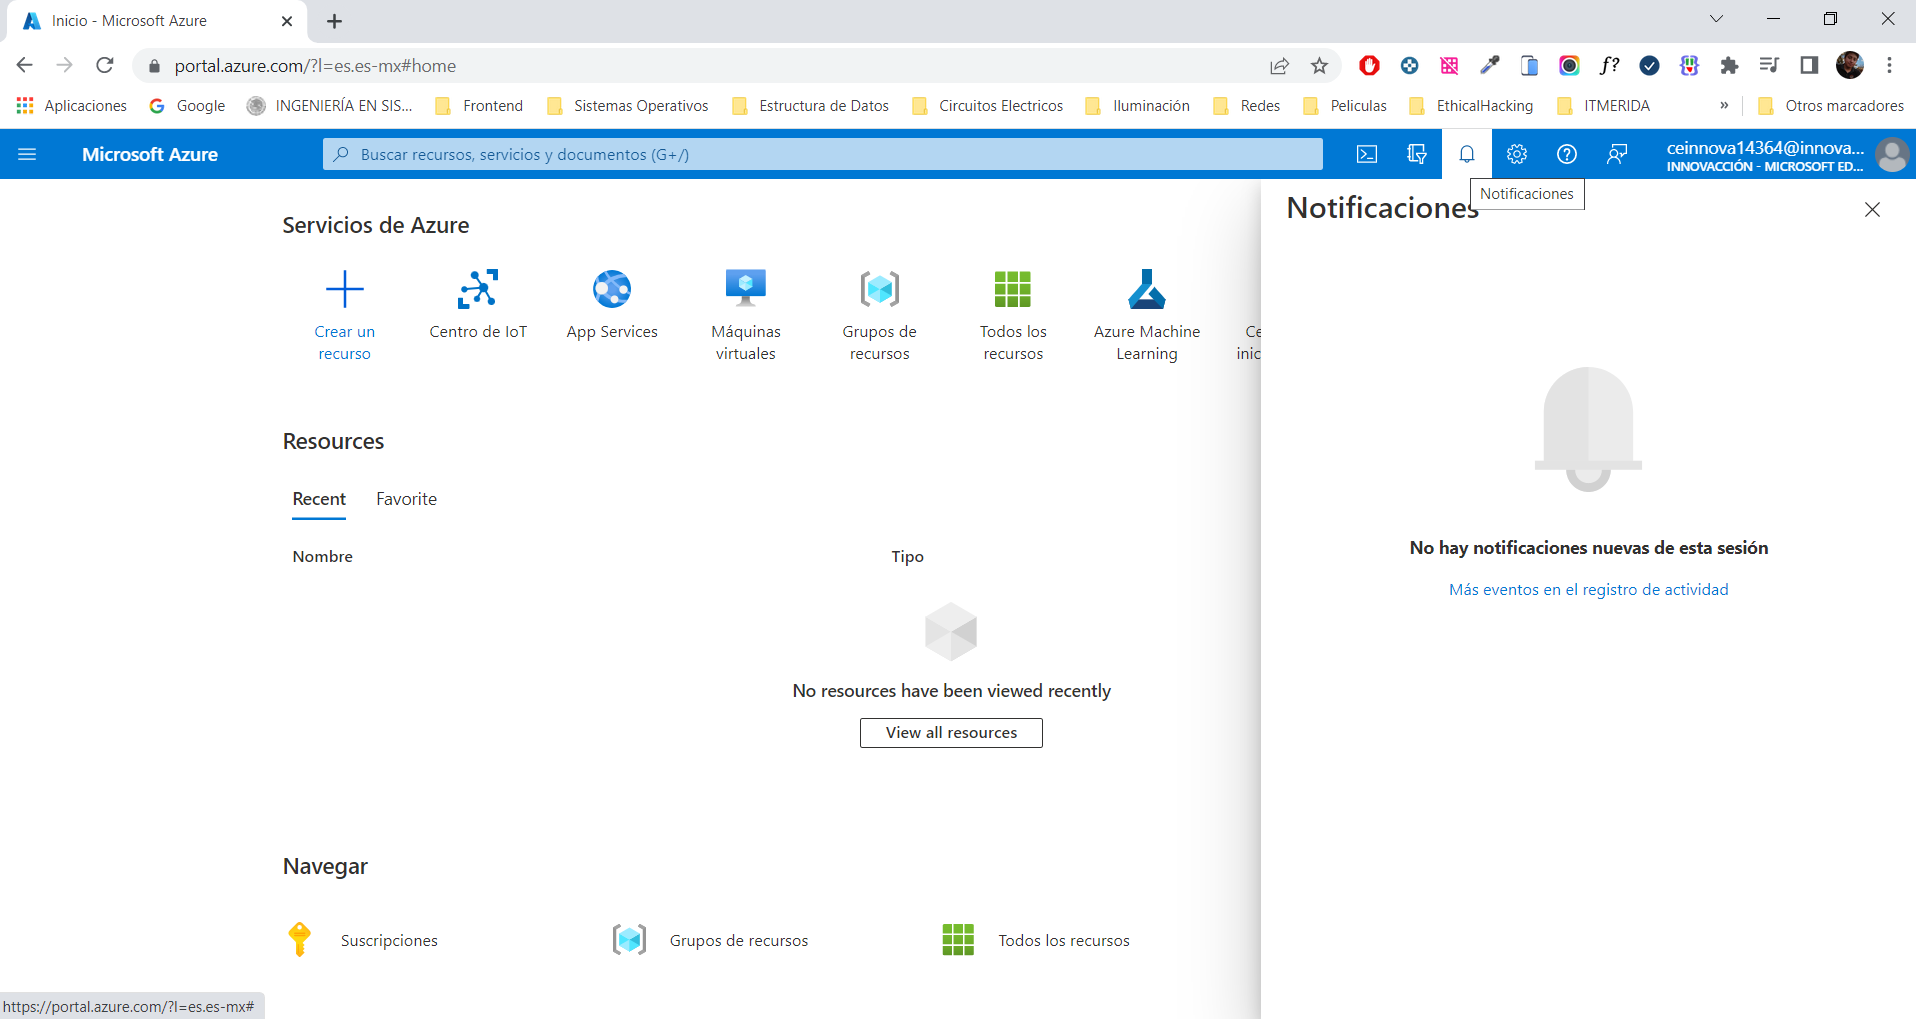 Inicio - Microsoft Azure
portal.azure.com/?l=es.es-mx#home
f?
Aplicaciones
Google
INGENIERÍA EN SIS...
Frontend
Sistemas Operativos
Estructura de Datos
Circuitos Electricos
Iluminación
Redes
Peliculas
EthicalHacking
ITMERIDA
»
Otros marcadores
Microsoft Azure
Buscar recursos, servicios y documentos (G+/)
ceinnova14364@innova...
INNOVACCIÓN - MICROSOFT ED...
Notificaciones
Servicios de Azure
Crear un
recurso
Centro de IoT
App Services
Máquinas
virtuales
Grupos de
recursos
Todos los
recursos
Azure Machine
Learning
Ce
inic
Resources
Recent
Favorite
Nombre
Tipo
No resources have been viewed recently
View all resources
Navegar
Suscripciones
Grupos de recursos
Todos los recursos
Notificaciones
No hay notificaciones nuevas de esta sesión
Más eventos en el registro de actividad
https://portal.azure.com/?l=es.es-mx#